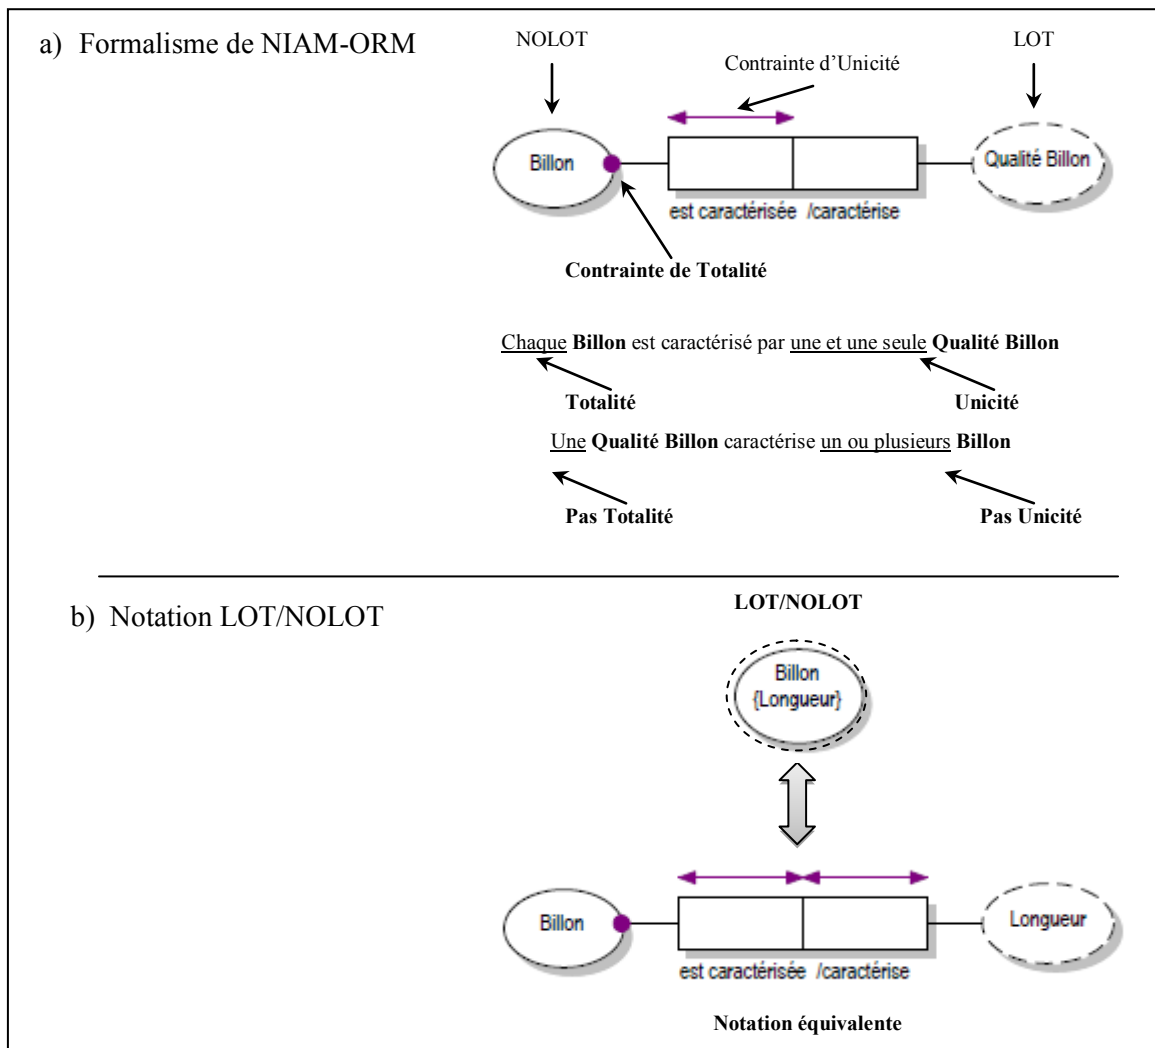 a) Formalisme de NIAM-ORM
NOLOT
LOT
Contrainte d'Unicité
Billon
Qualité Billon
est caractérisée /caractérise
Contrainte de Totalité
Chaque Billon est caractérisé par une et une seule Qualité Billon
Totalité
Unicité
Une Qualité Billon caractérise un ou plusieurs Billon
Pas Totalité
Pas Unicité
b) Notation LOT/NOLOT
LOT/NOLOT
Billon
{Longueur}
Billon
Longueur
est caractérisée /caractérise
Notation équivalente